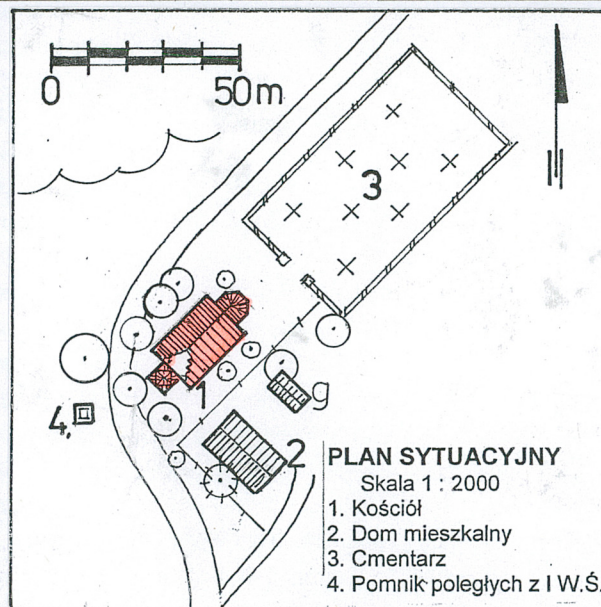 0 50m
3
1
g
4.
2
PLAN SYTUACYJNY
Skala 1 : 2000
1. Kościół
2. Dom mieszkalny
3. Cmentarz
4. Pomnik poległych z I W.Ś.